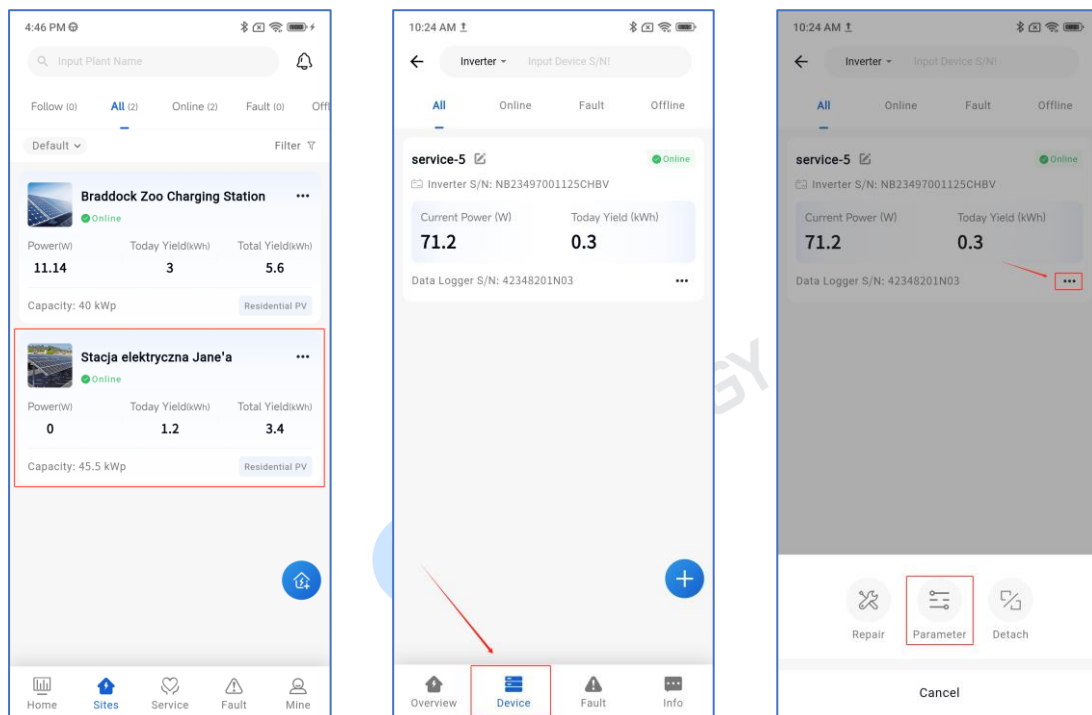 4:46 PM
Input Plant Name
Follow (0) All (2) Online (2) Fault (0) Offl
Default Filter
Braddock Zoo Charging Station
Online
Power(W) Today Yield(kWh) Total Yield(kWh)
11.14 3 5.6
Capacity: 40 kWp Residential PV
Stacja elektryczna Jane'a
Online
Power(W) Today Yield(kWh) Total Yield(kWh)
0 1.2 3.4
Capacity: 45.5 kWp Residential PV
Home Sites Service Fault Mine
10:24 AM
Inverter Input Device S/N!
All Online Fault Offline
service-5 Online
Inverter S/N: NB23497001125CHBV
Current Power (W) Today Yield (kWh)
71.2 0.3
Data Logger S/N: 42348201N03
Overview Device Fault Info
10:24 AM
Inverter Input Device S/N!
All Online Fault Offline
service-5 Online
Inverter S/N: NB23497001125CHBV
Current Power (W) Today Yield (kWh)
71.2 0.3
Data Logger S/N: 42348201N03
Repair Parameter Detach
Cancel